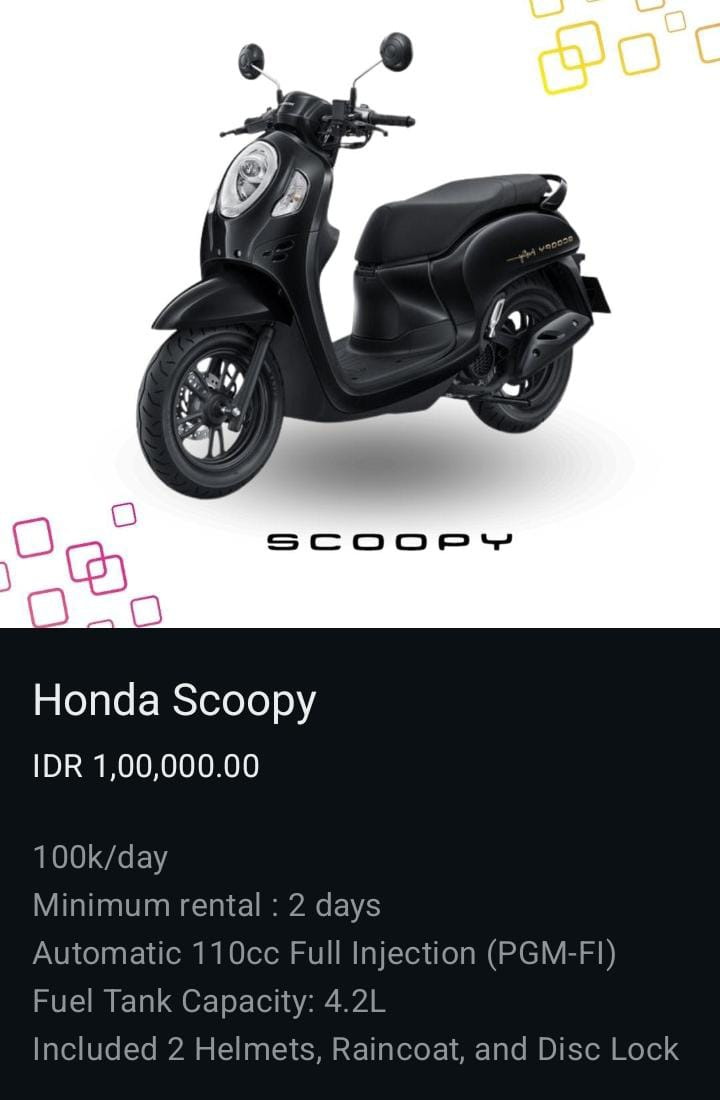 SCOOPY
Honda Scoopy
IDR 1,00,000.00
100k/day
Minimum rental : 2 days
Automatic 110cc Full Injection (PGM-FI)
Fuel Tank Capacity: 4.2L
Included 2 Helmets, Raincoat, and Disc Lock